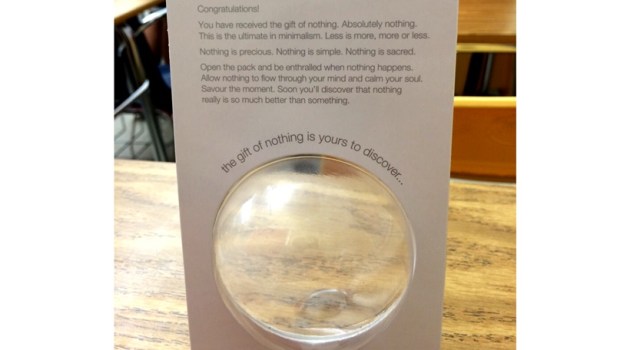 Congratulations!
You have received the gift of nothing. Absolutely nothing.
This is the ultimate in minimalism. Less is more, more or less.
Nothing is precious. Nothing is simple. Nothing is sacred.
Open the pack and be enthralled when nothing happens.
Allow nothing to flow through your mind and calm your soul.
Savour the moment. Soon you'll discover that nothing
really is so much better than something.
the gift of nothing is yours to discover...